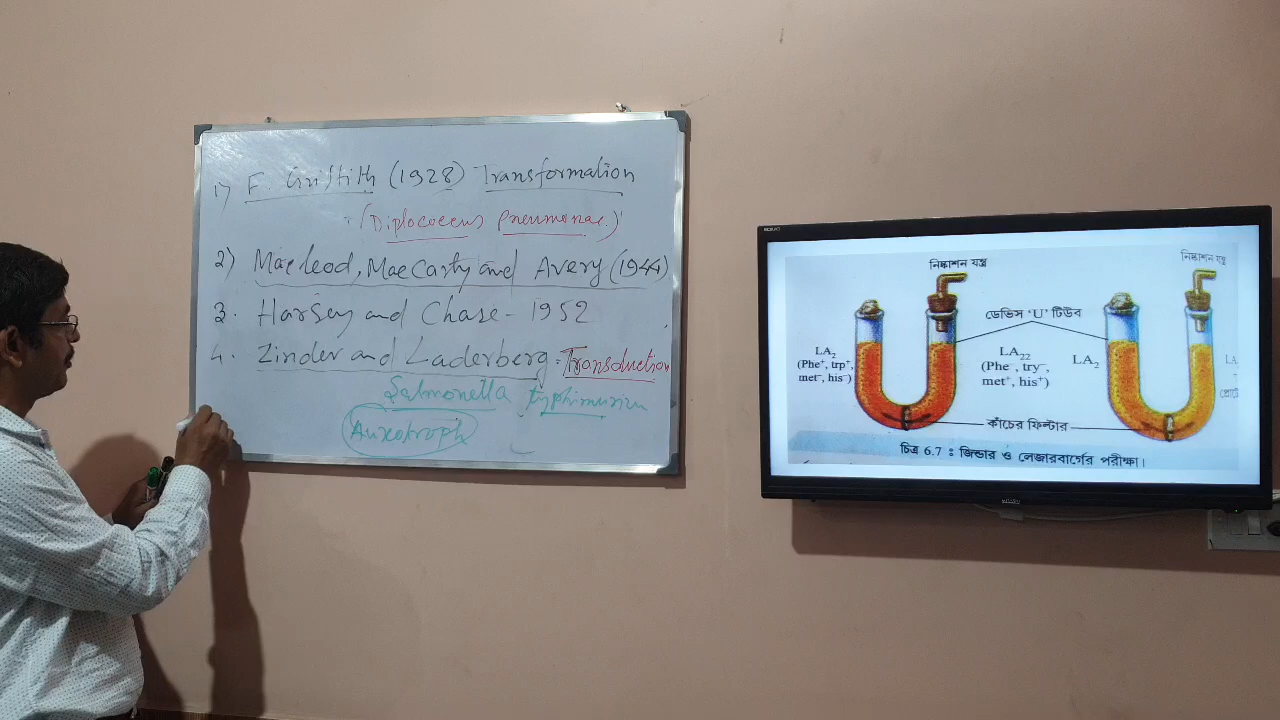 1) F. Griffith (1928) Transformation
(Diplococcus pneumonae.)
2) Macleod, MacCarty and Avery (1944)
3. Harsey and Chase - 1952
4. Zinder and Laderberg - Transduction
Salmonella typhimurium
Auxotroph
নিষ্কাশন যন্ত্র
নিষ্কাশন যন্ত্র
ডেভিস 'U' টিউব
LA2
(Phe+, trp+,
met-, his-)
LA22
(Phe-, try-,
met+, his+)
LA2
LA
কাঁচের ফিল্টার
চিত্র 6.7 : জিন্ডার ও লেজারবার্গের পরীক্ষা।